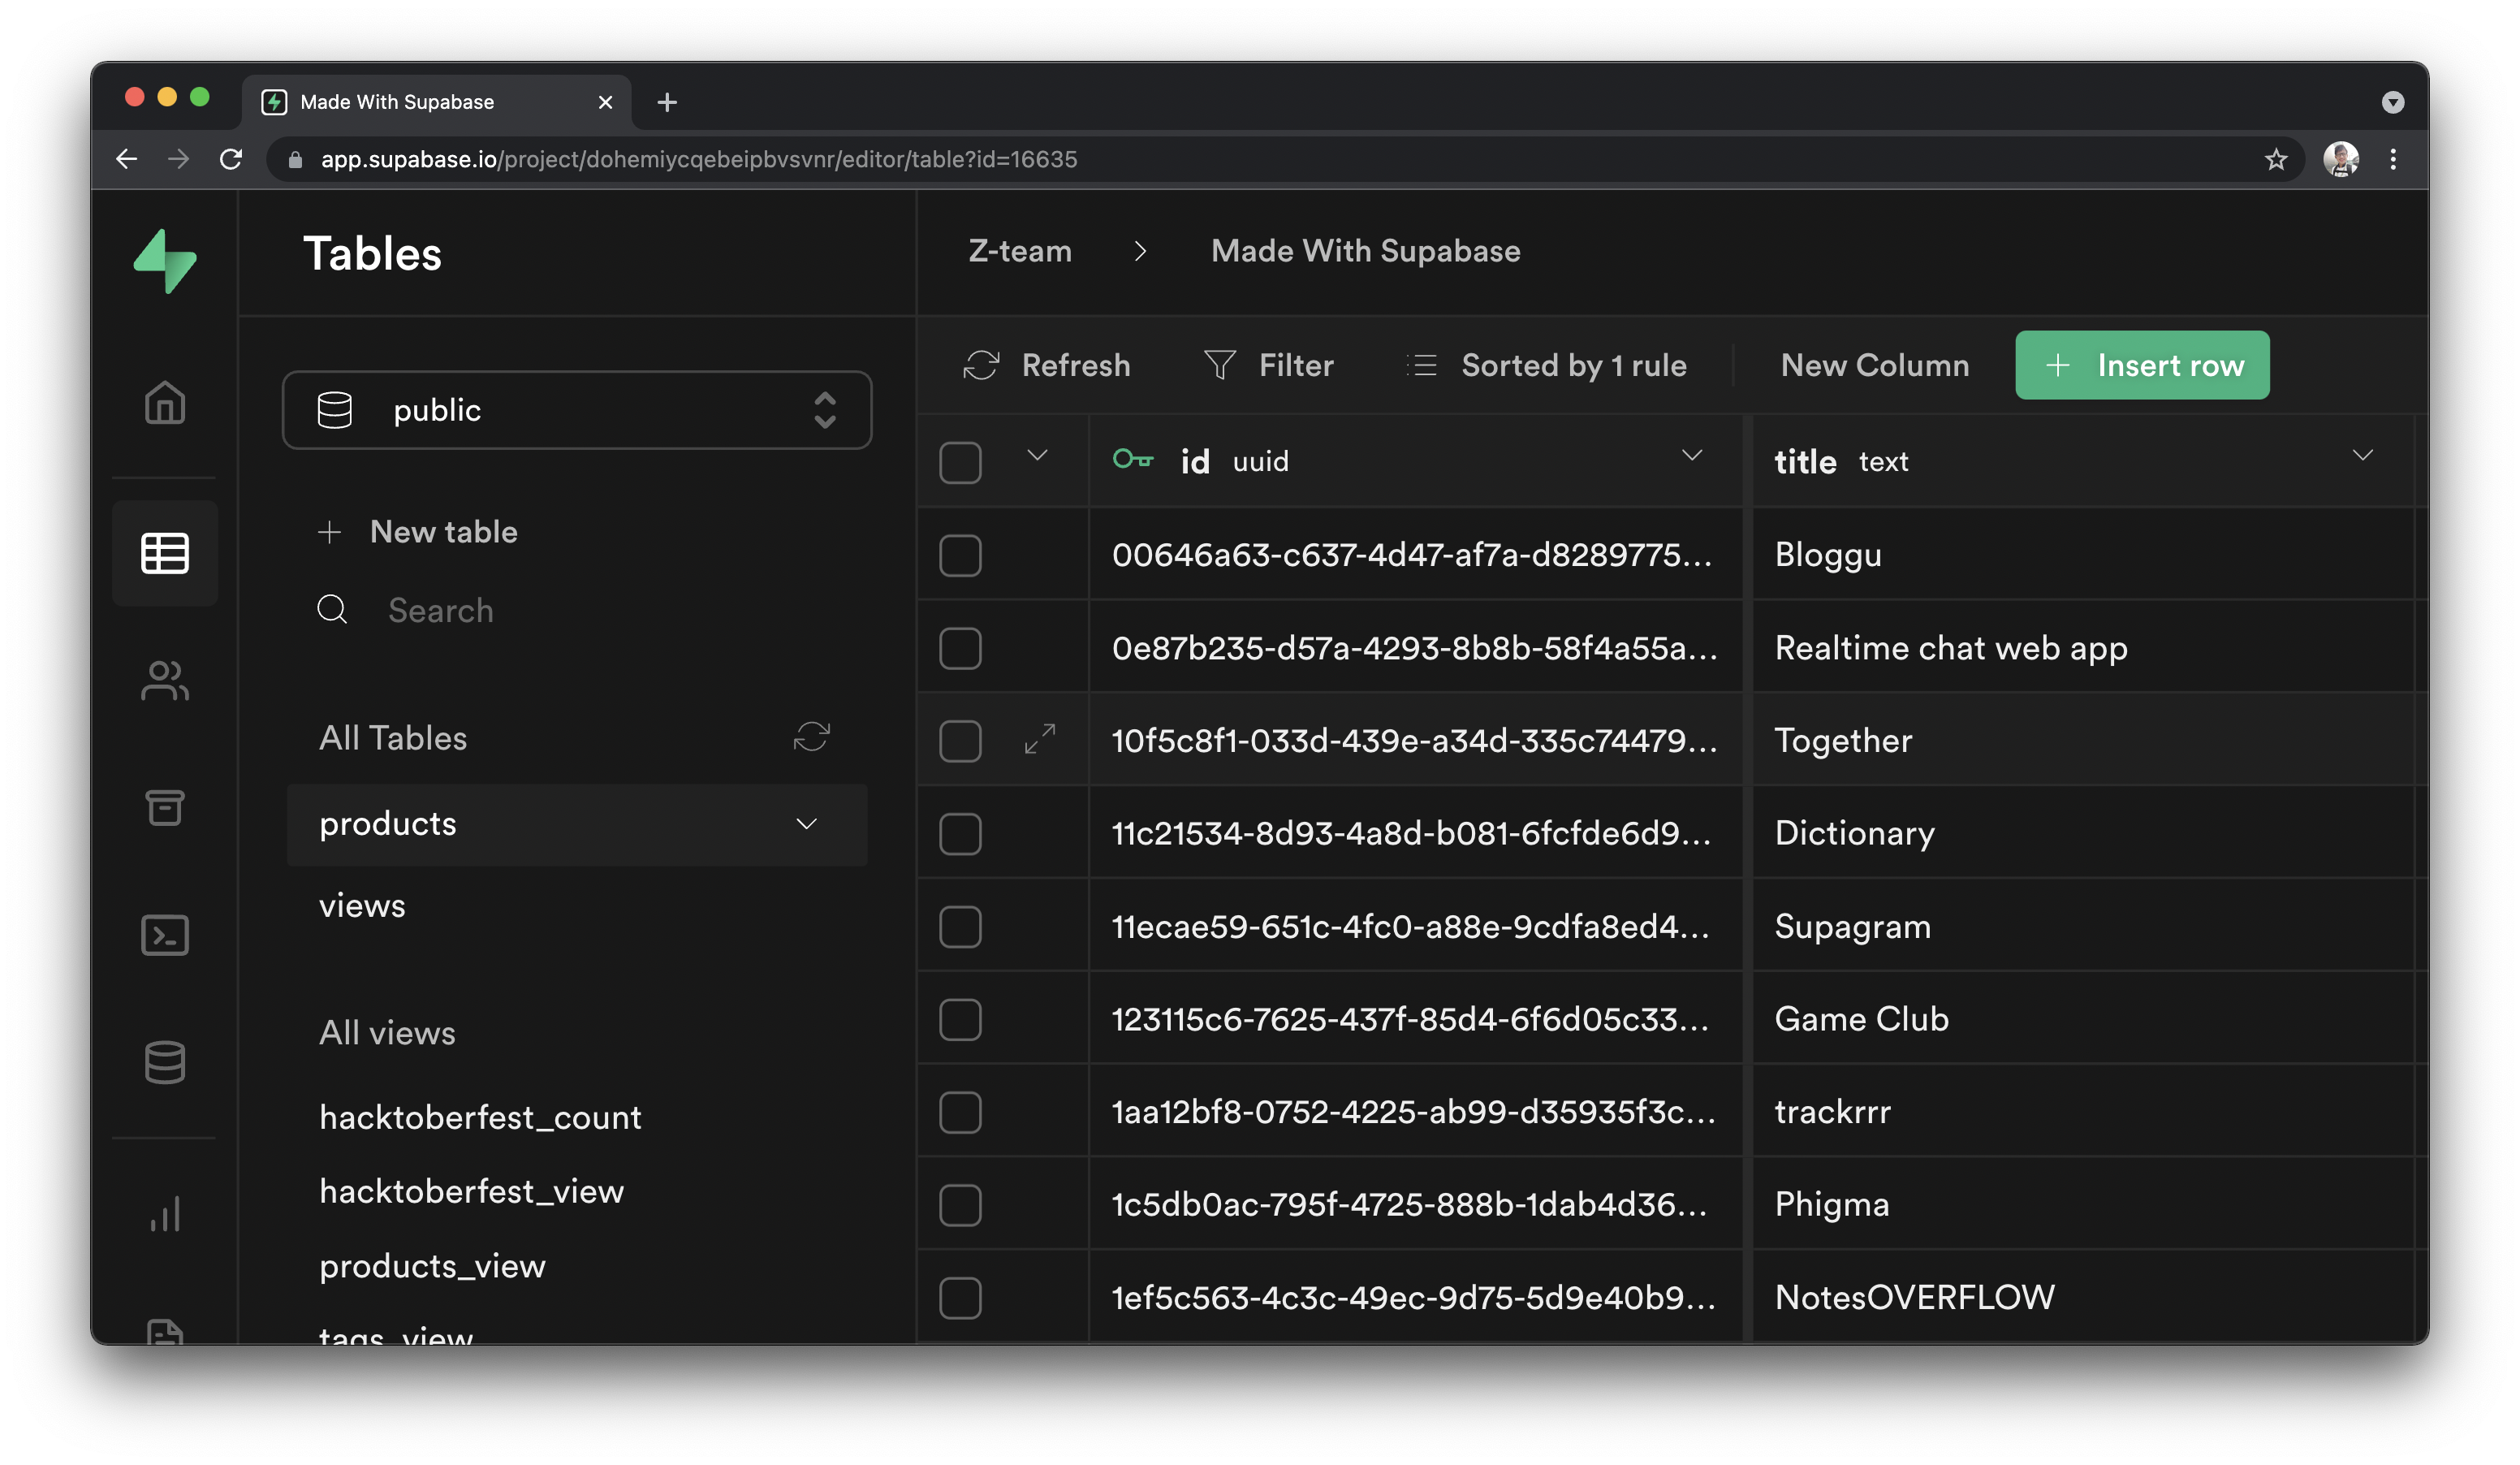 Made With Supabase
app.supabase.io/project/dohemiycqebeipbvsvnr/editor/table?id=16635
Tables
Z-team
Made With Supabase
public
New table
Search
All Tables
products
views
All views
hacktoberfest_count
hacktoberfest_view
products_view
tags_view
Refresh
Filter
Sorted by 1 rule
New Column
Insert row
id uuid
title text
00646a63-c637-4d47-af7a-d8289775...
Bloggu
0e87b235-d57a-4293-8b8b-58f4a55a...
Realtime chat web app
10f5c8f1-033d-439e-a34d-335c74479...
Together
11c21534-8d93-4a8d-b081-6fcfde6d9...
Dictionary
11ecae59-651c-4fc0-a88e-9cdfa8ed4...
Supagram
123115c6-7625-437f-85d4-6f6d05c33...
Game Club
1aa12bf8-0752-4225-ab99-d35935f3c...
trackrrr
1c5db0ac-795f-4725-888b-1dab4d36...
Phigma
1ef5c563-4c3c-49ec-9d75-5d9e40b9...
NotesOVERFLOW